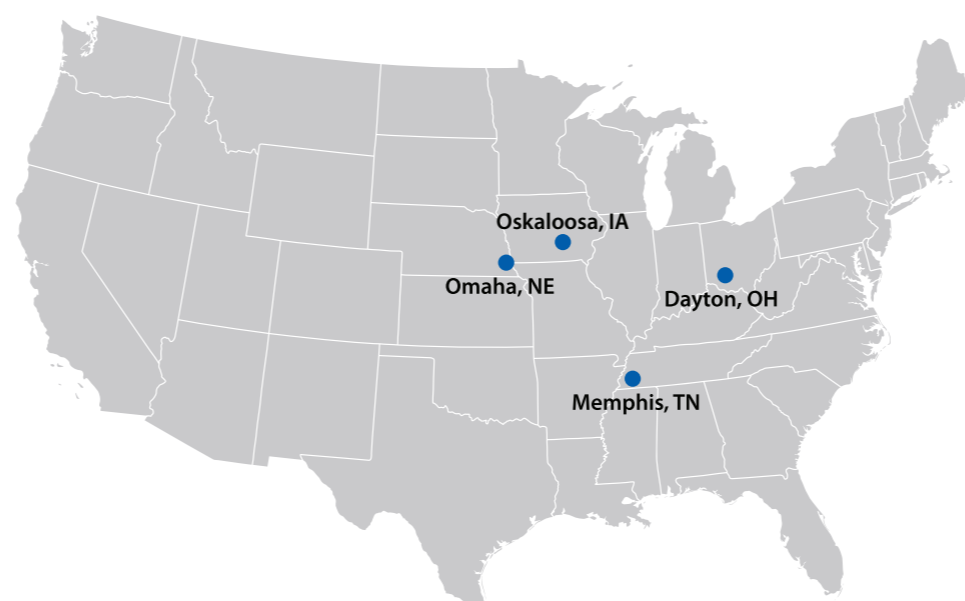 Oskaloosa, IA
Omaha, NE
Dayton, OH
Memphis, TN